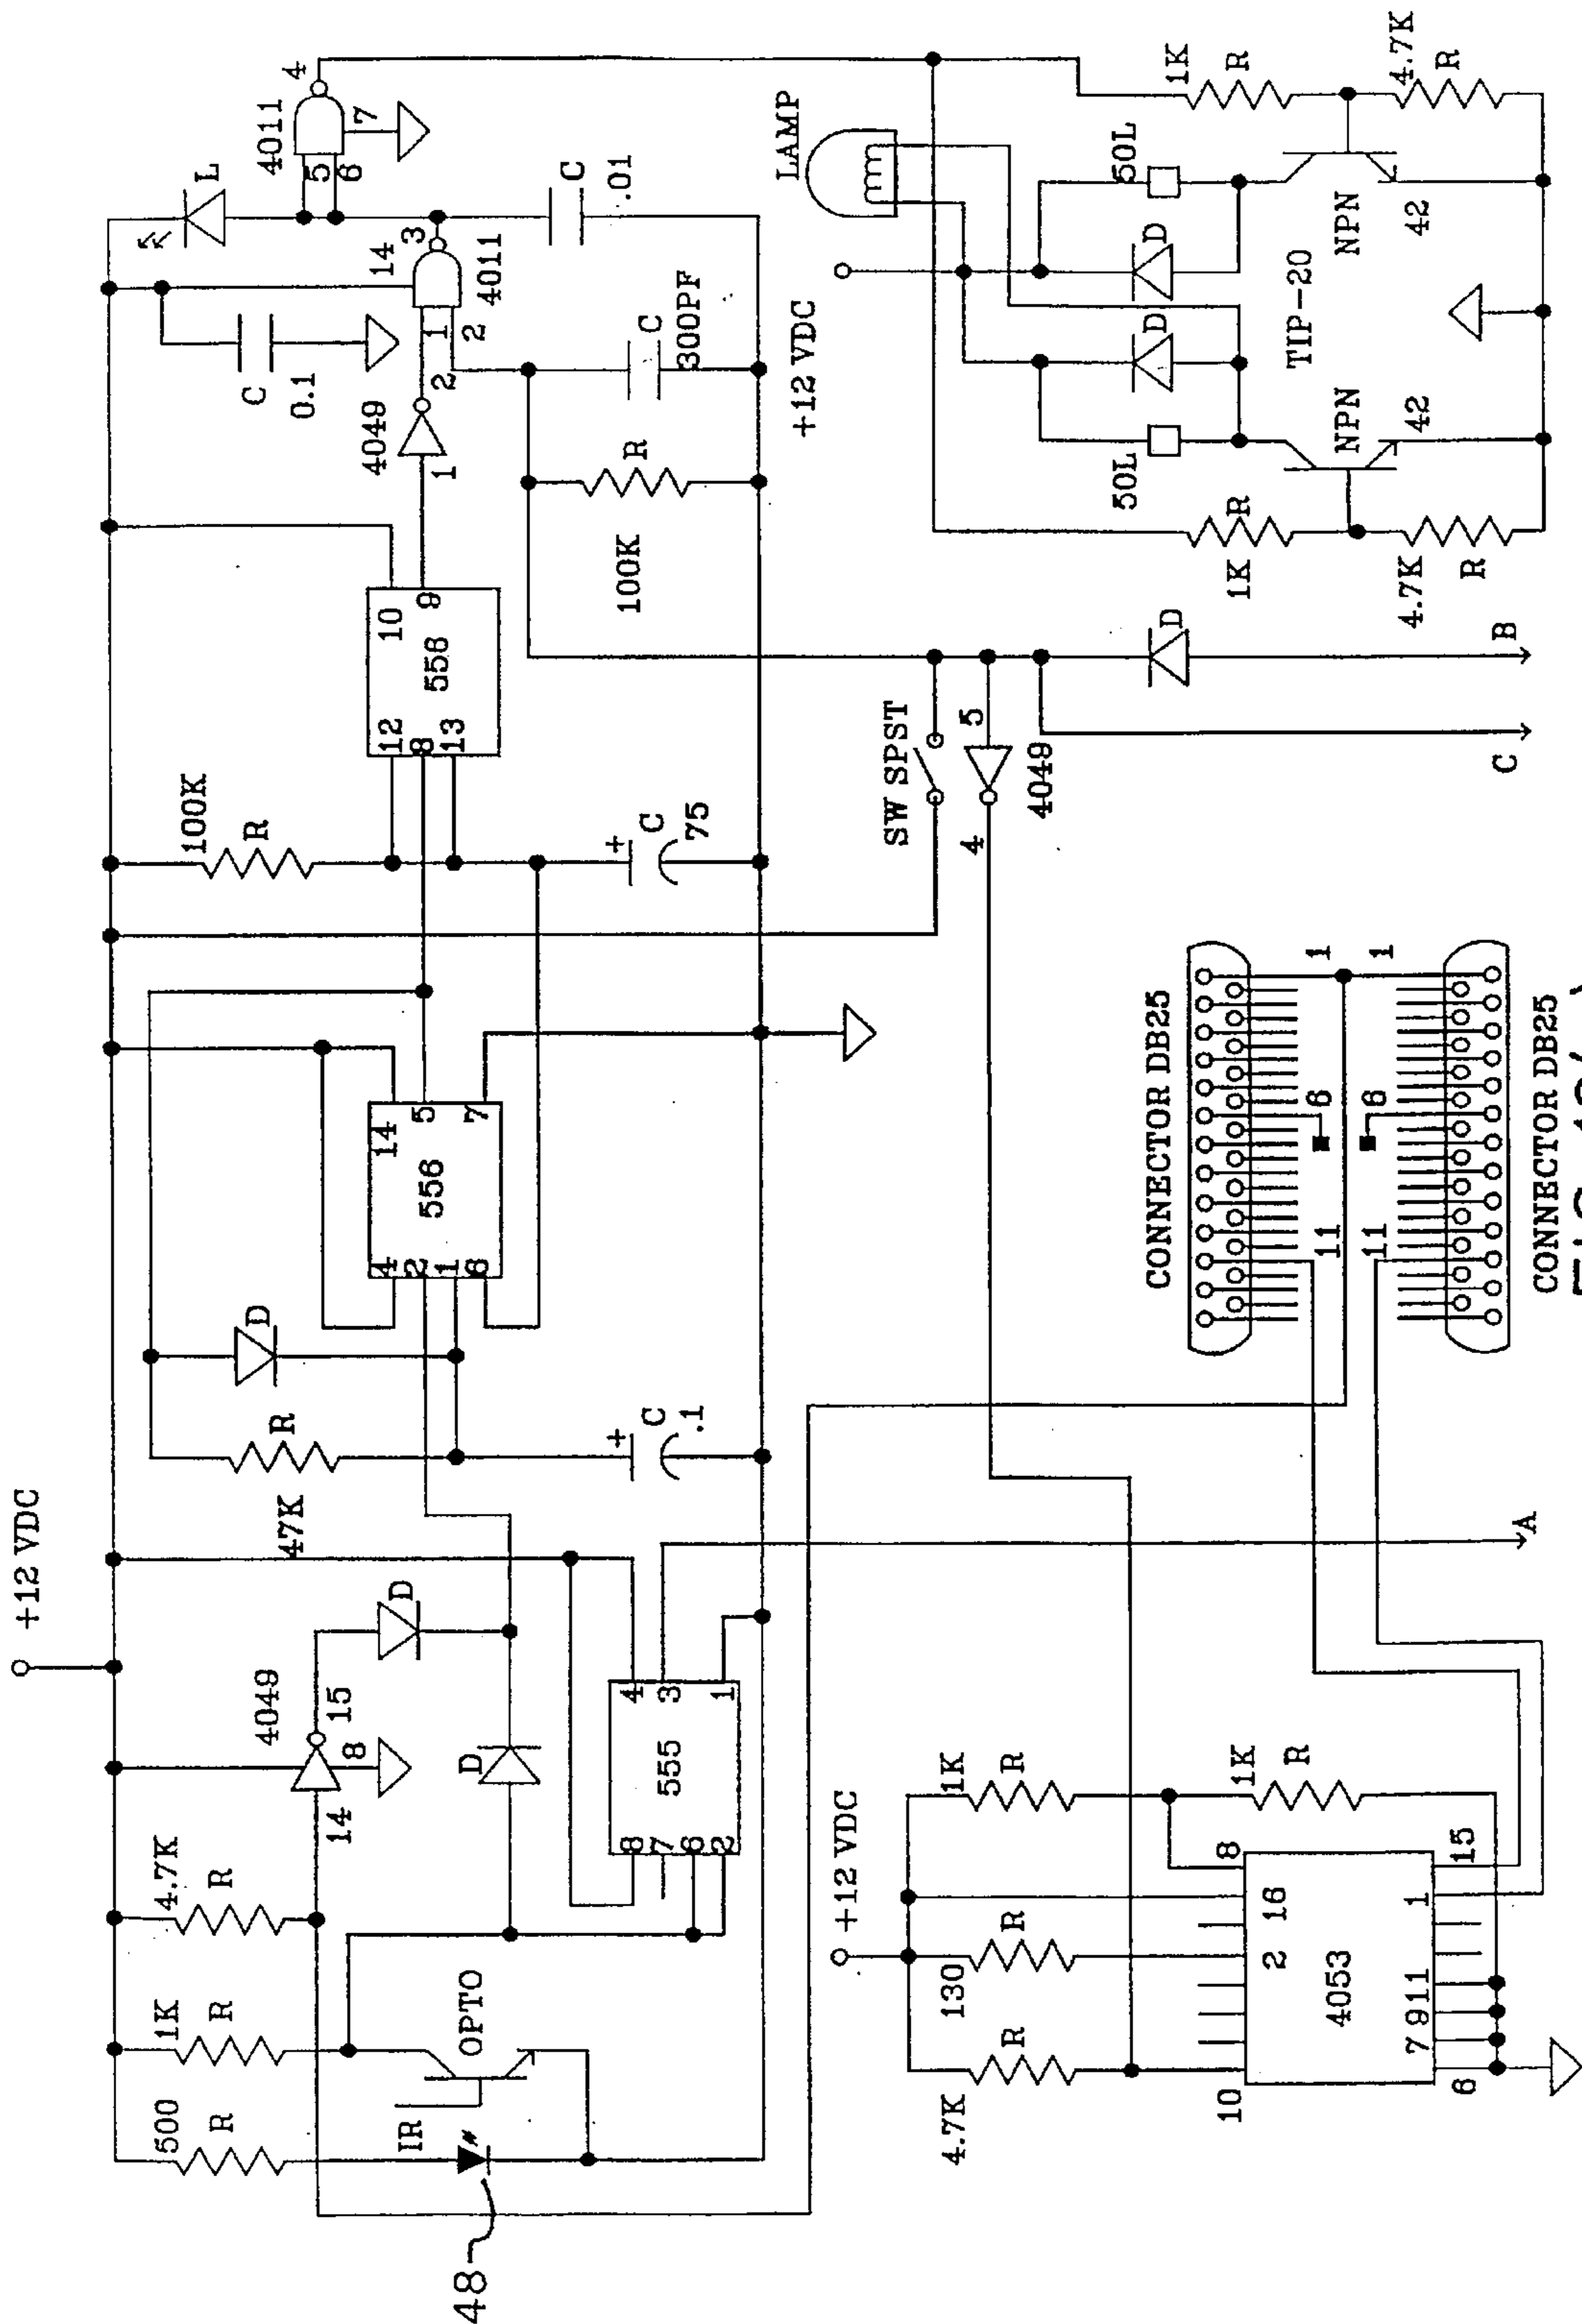 +12 VDC
500
R
1K
R
4.7K
R
4049
14
15
8
D
47K
R
D
100K
R
C
0.1
L
4011
14
3
4011
5
6
4
7
48
IR
OPTO
D
555
8
7
6
2
4
3
1
C
+
.1
556
4
2
1
6
14
5
7
+
C
75
556
12
8
13
10
9
4049
1
2
1
2
100K
R
C
300PF
C
.01
A
SW SPST
5
4049
4
C
B
D
+12 VDC
4.7K
R
130
R
1K
R
1K
R
4053
10
2
16
8
6
7
9
11
1
15
CONNECTOR DB25
11
6
1
11
6
1
CONNECTOR DB25
+12 VDC
LAMP
50L
D
D
50L
TIP-20
NPN
42
NPN
42
1K
R
4.7K
R
1K
R
4.7K
R